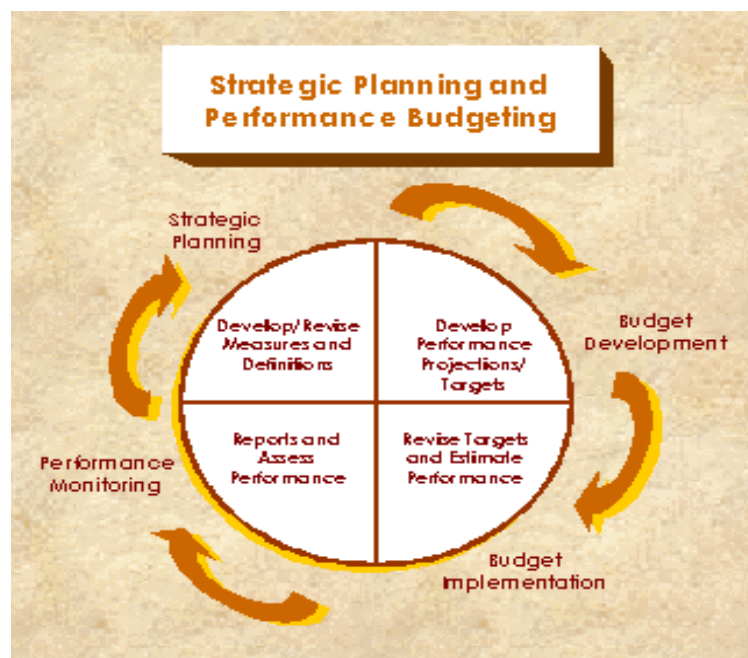 Strategic Planning and
Performance Budgeting
Strategic
Planning
Budget
Development
Develop/Revise
Measures and
Definitions
Develop
Performance
Projections/
Targets
Reports and
Assess
Performance
Revise Targets
and Estimate
Performance
Performance
Monitoring
Budget
Implementation